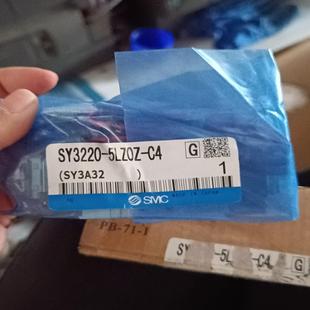 SY3220-5LZOZ-C4 G
(SY3A32 ) 1
SMC
PB-71-1
SY -5L -C4 G